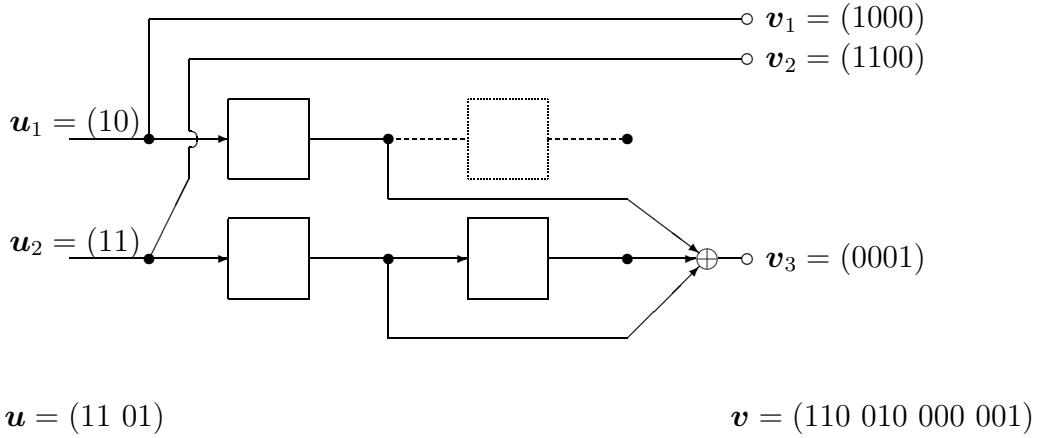 v₁ = (1000)
v₂ = (1100)
u₁ = (10)
u₂ = (11)
v₃ = (0001)
u = (11 01)
v = (110 010 000 001)